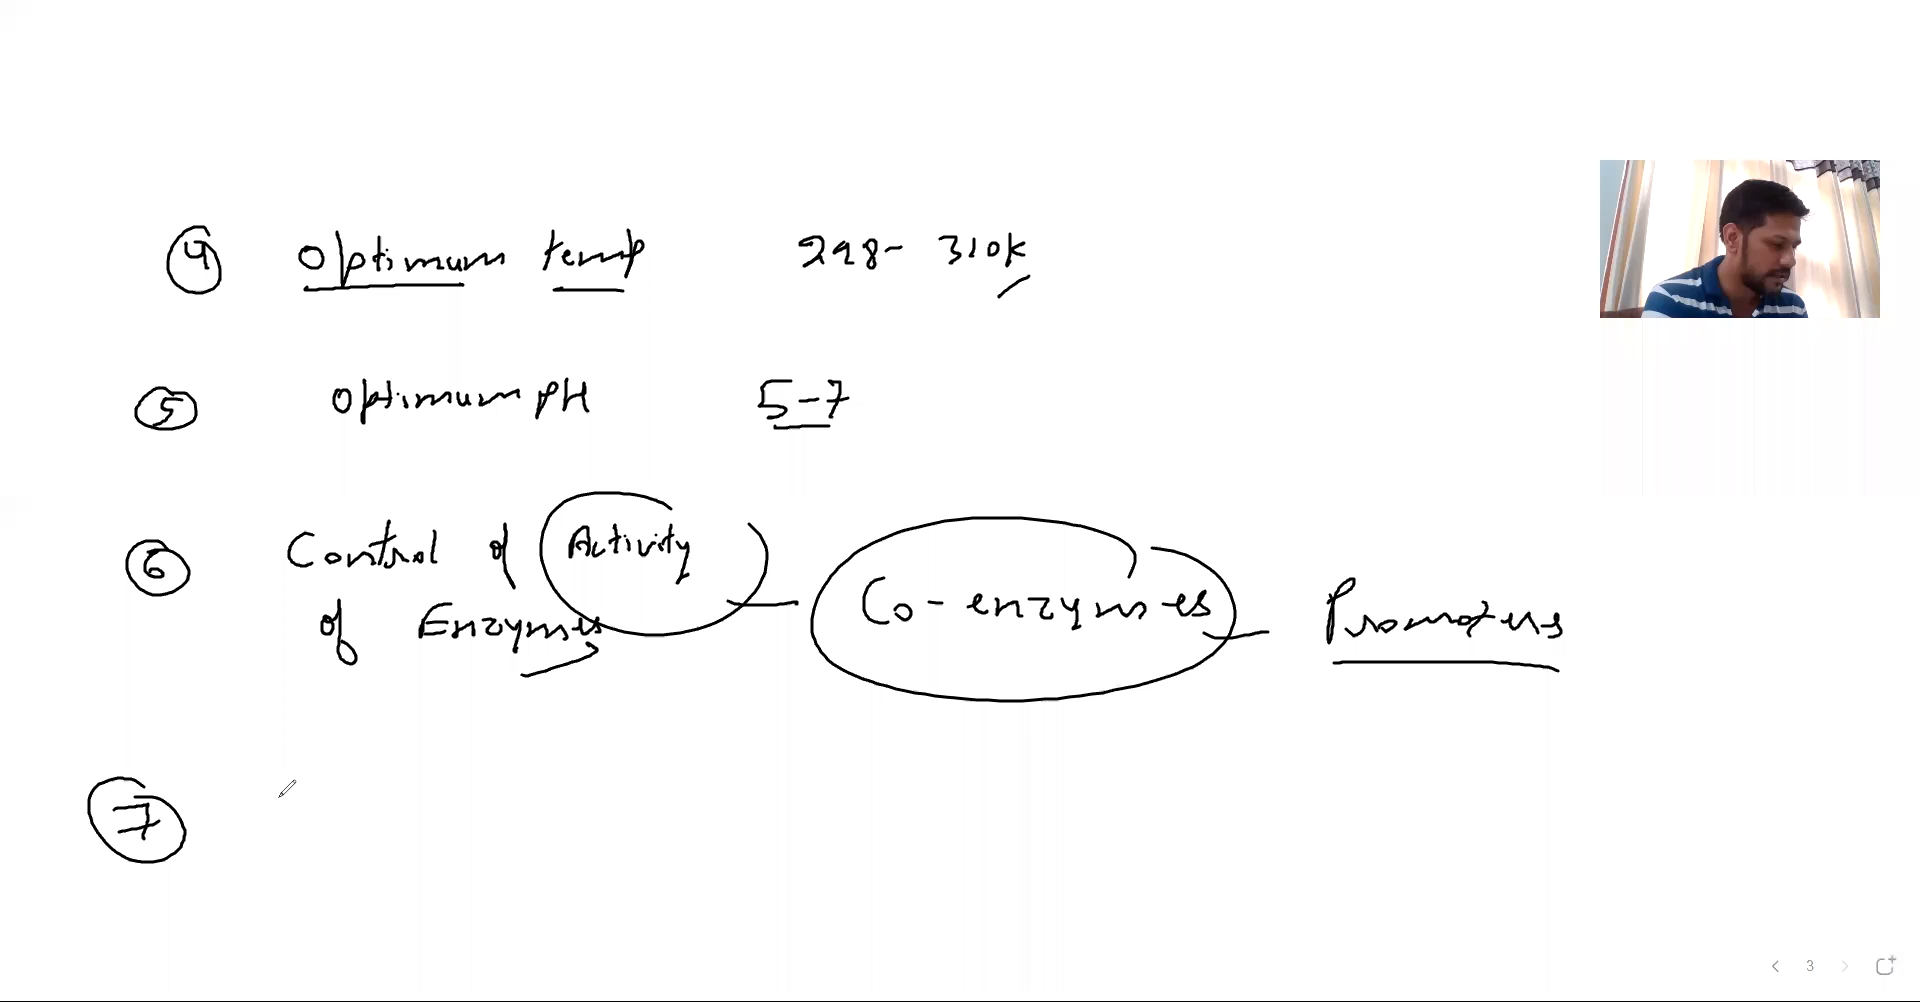 4 Optimum temp 298- 310k
5 Optimum pH 5-7
6 Control of Activity
of Enzymes - Co-enzymes - Promoters
7
3